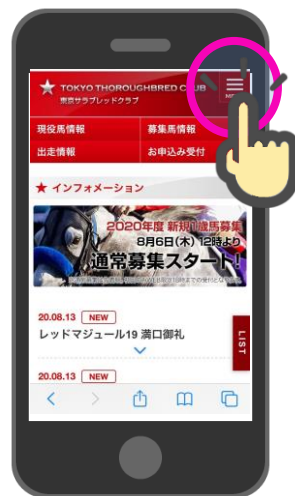 TOKYO THOROUGHBRED CLUB
東京サラブレッドクラブ
現役馬情報
募集馬情報
出走情報
お申込み受付
★ インフォメーション
2020年度 新規1歳馬募集
8月6日(木) 12時より
通常募集スタート!
20.08.13 NEW
レッドマジュール19 満口御礼
LIST
20.08.13 NEW